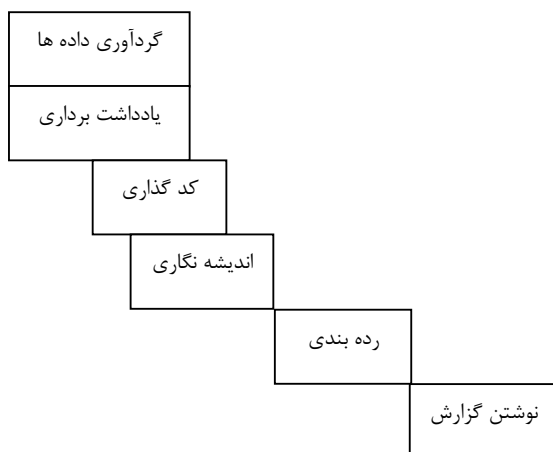 گردآوری داده ها
یادداشت برداری
کد گذاری
اندیشه نگاری
رده بندی
نوشتن گزارش